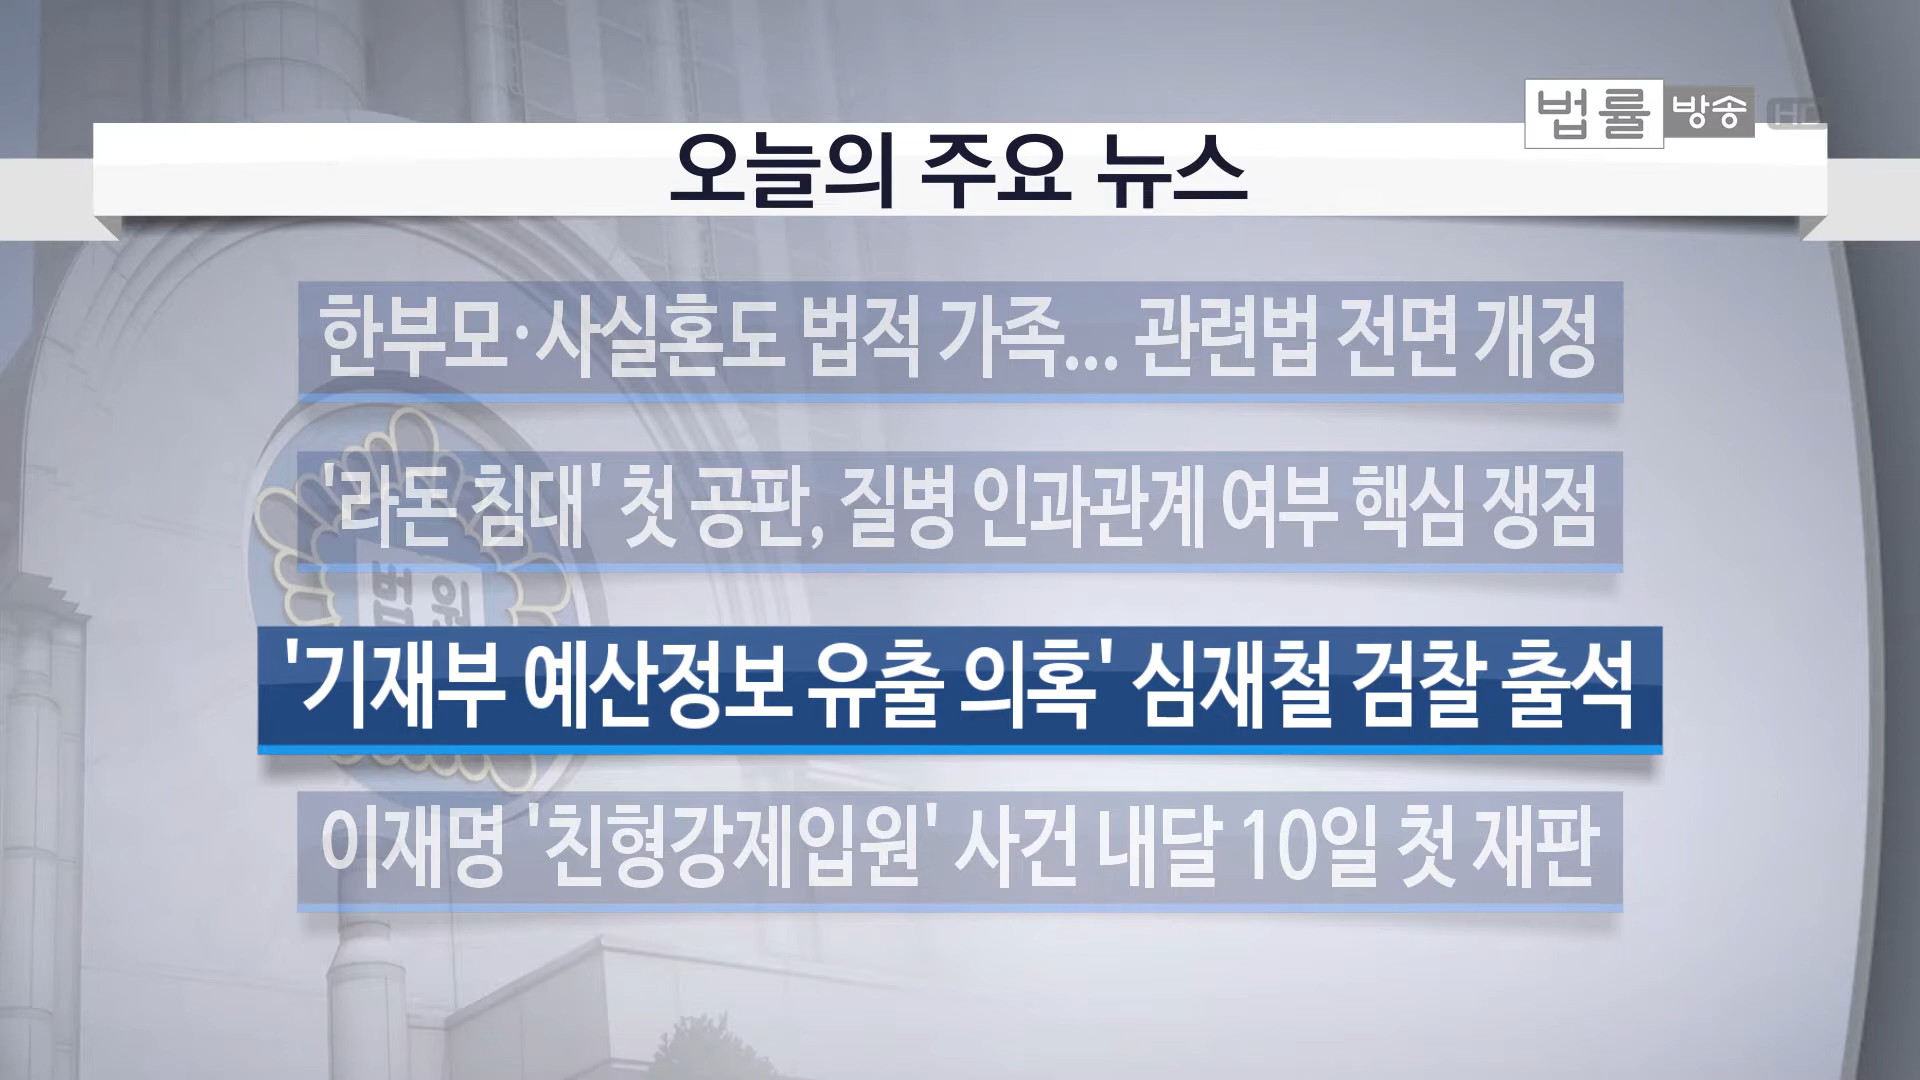 법률방송 HD
오늘의 주요 뉴스
한부모·사실혼도 법적 가족... 관련법 전면 개정
'라돈 침대' 첫 공판, 질병 인과관계 여부 핵심 쟁점
법원
'기재부 예산정보 유출 의혹' 심재철 검찰 출석
이재명 '친형강제입원' 사건 내달 10일 첫 재판